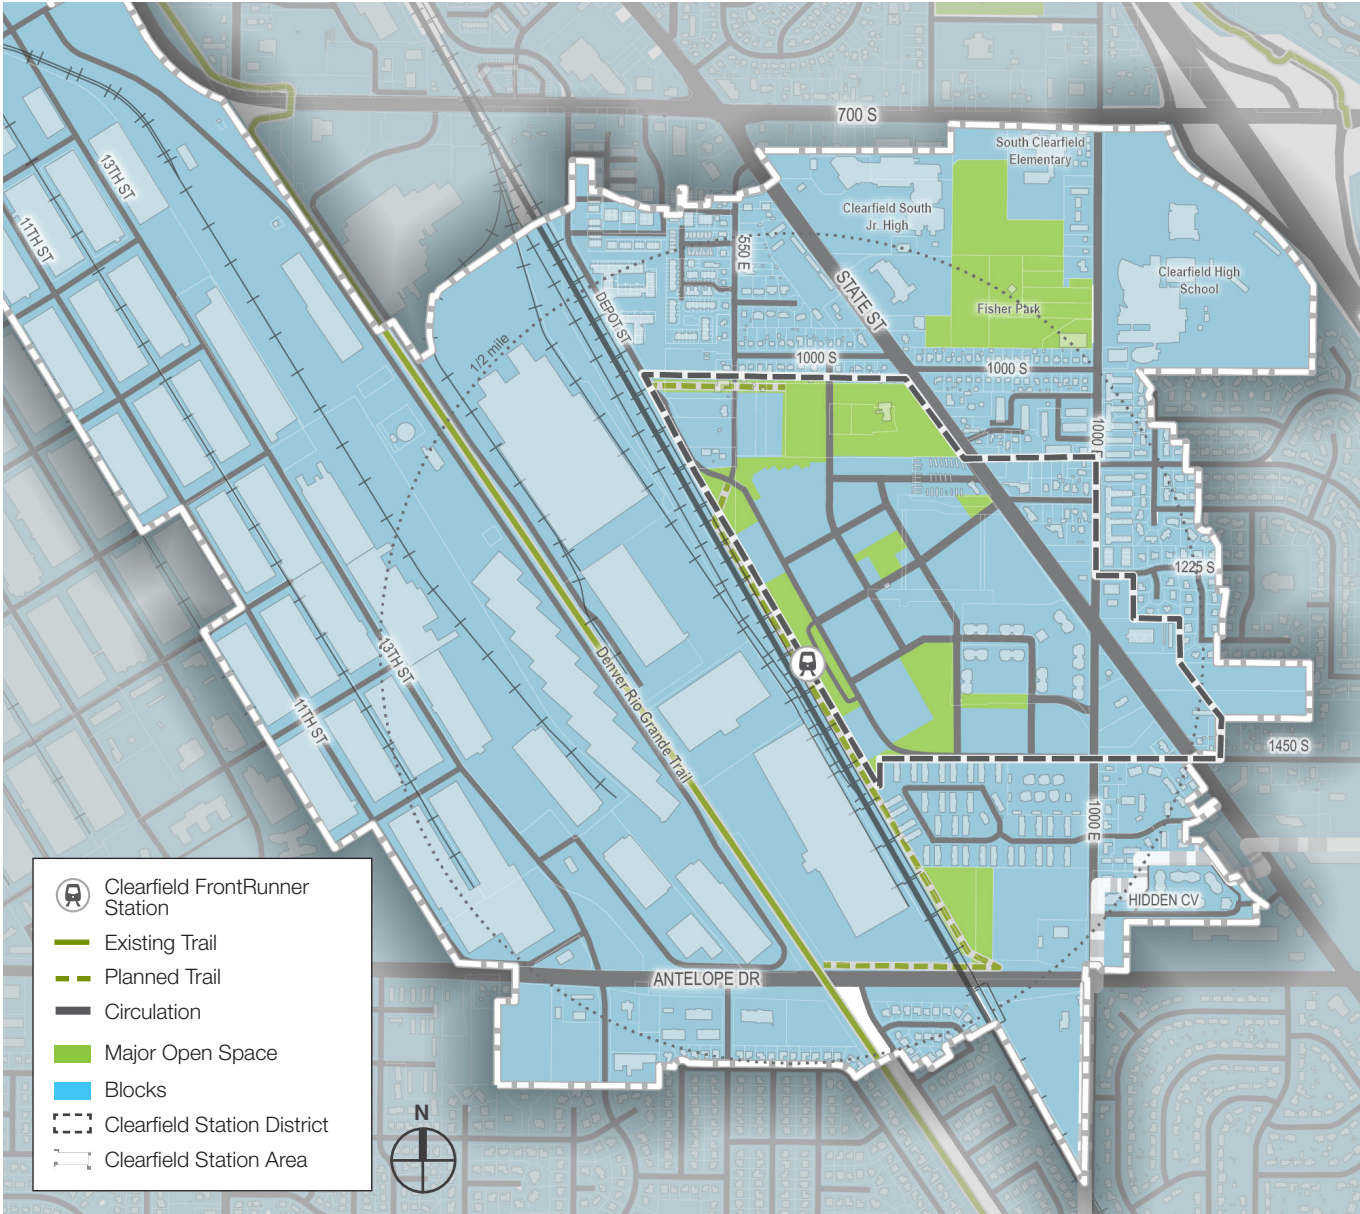 700 S
South Clearfield
Elementary
13TH ST
11TH ST
Clearfield South
Jr. High
550 E
STATE ST
Clearfield High
School
DEPOT ST
Fisher Park
1/2 mile
1000 S
1000 S
1000 E
1225 S
13TH ST
11TH ST
Denver Rio Grande Trail
1450 S
1000 E
HIDDEN CV
ANTELOPE DR
Clearfield FrontRunner
Station
Existing Trail
Planned Trail
Circulation
Major Open Space
Blocks
Clearfield Station District
Clearfield Station Area
N